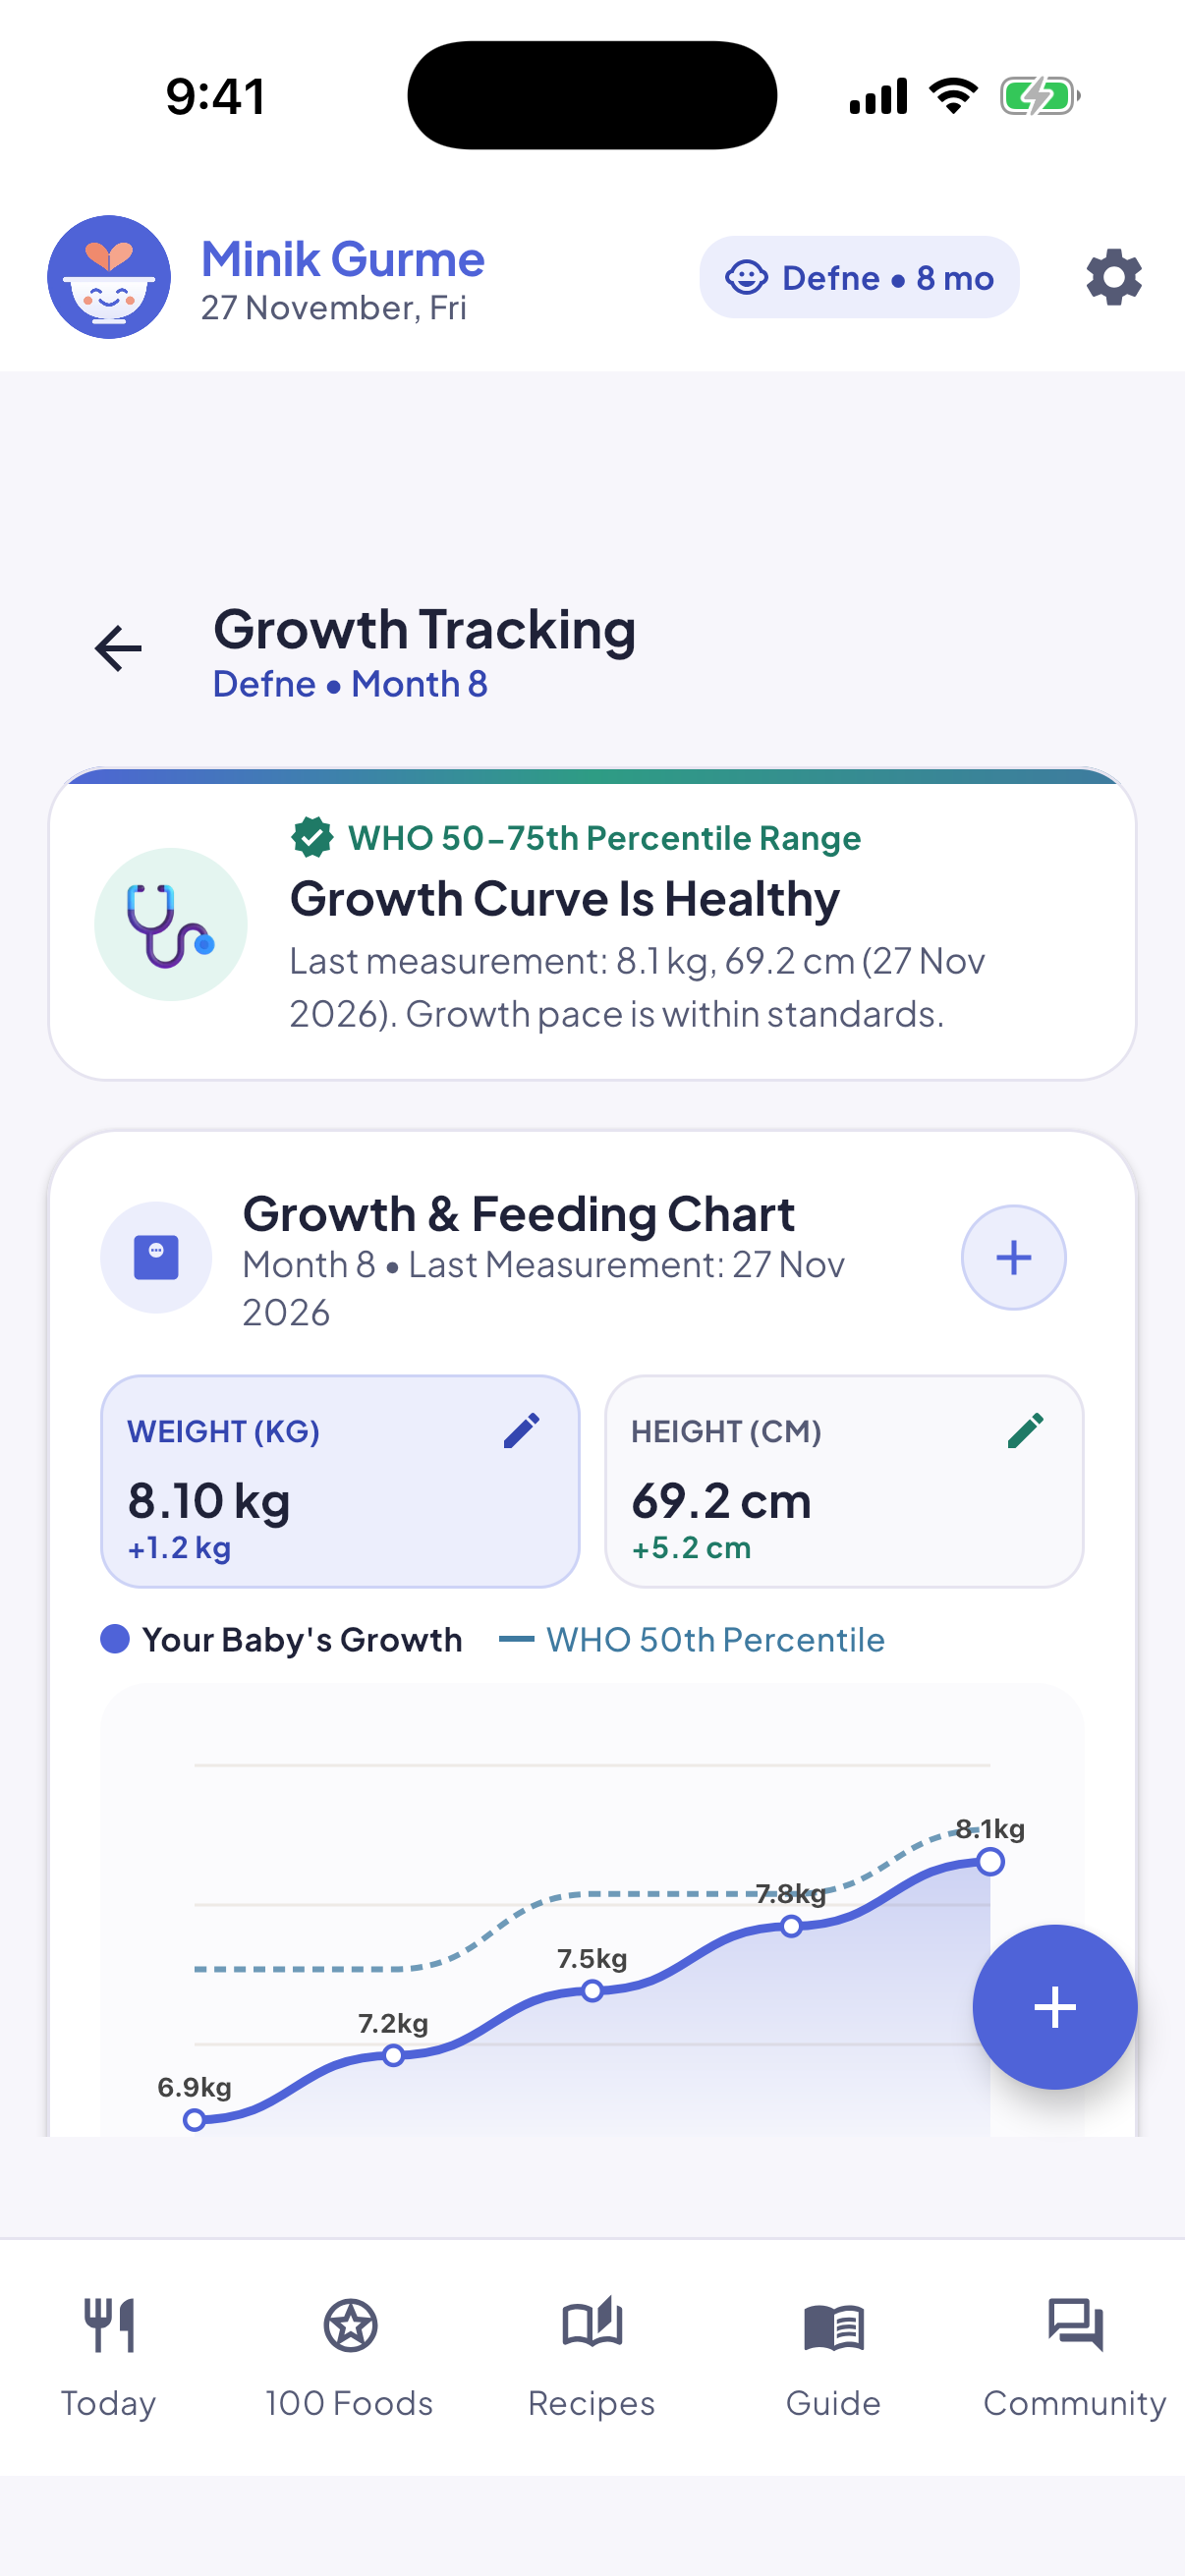 9:41
Minik Gurme
27 November, Fri
Defne • 8 mo
Growth Tracking
Defne • Month 8
WHO 50–75th Percentile Range
Growth Curve Is Healthy
Last measurement: 8.1 kg, 69.2 cm (27 Nov
2026). Growth pace is within standards.
Growth & Feeding Chart
Month 8 • Last Measurement: 27 Nov
2026
WEIGHT (KG)
8.10 kg
+1.2 kg
HEIGHT (CM)
69.2 cm
+5.2 cm
Your Baby's Growth
WHO 50th Percentile
8.1kg
7.8kg
7.5kg
7.2kg
6.9kg
Today
100 Foods
Recipes
Guide
Community